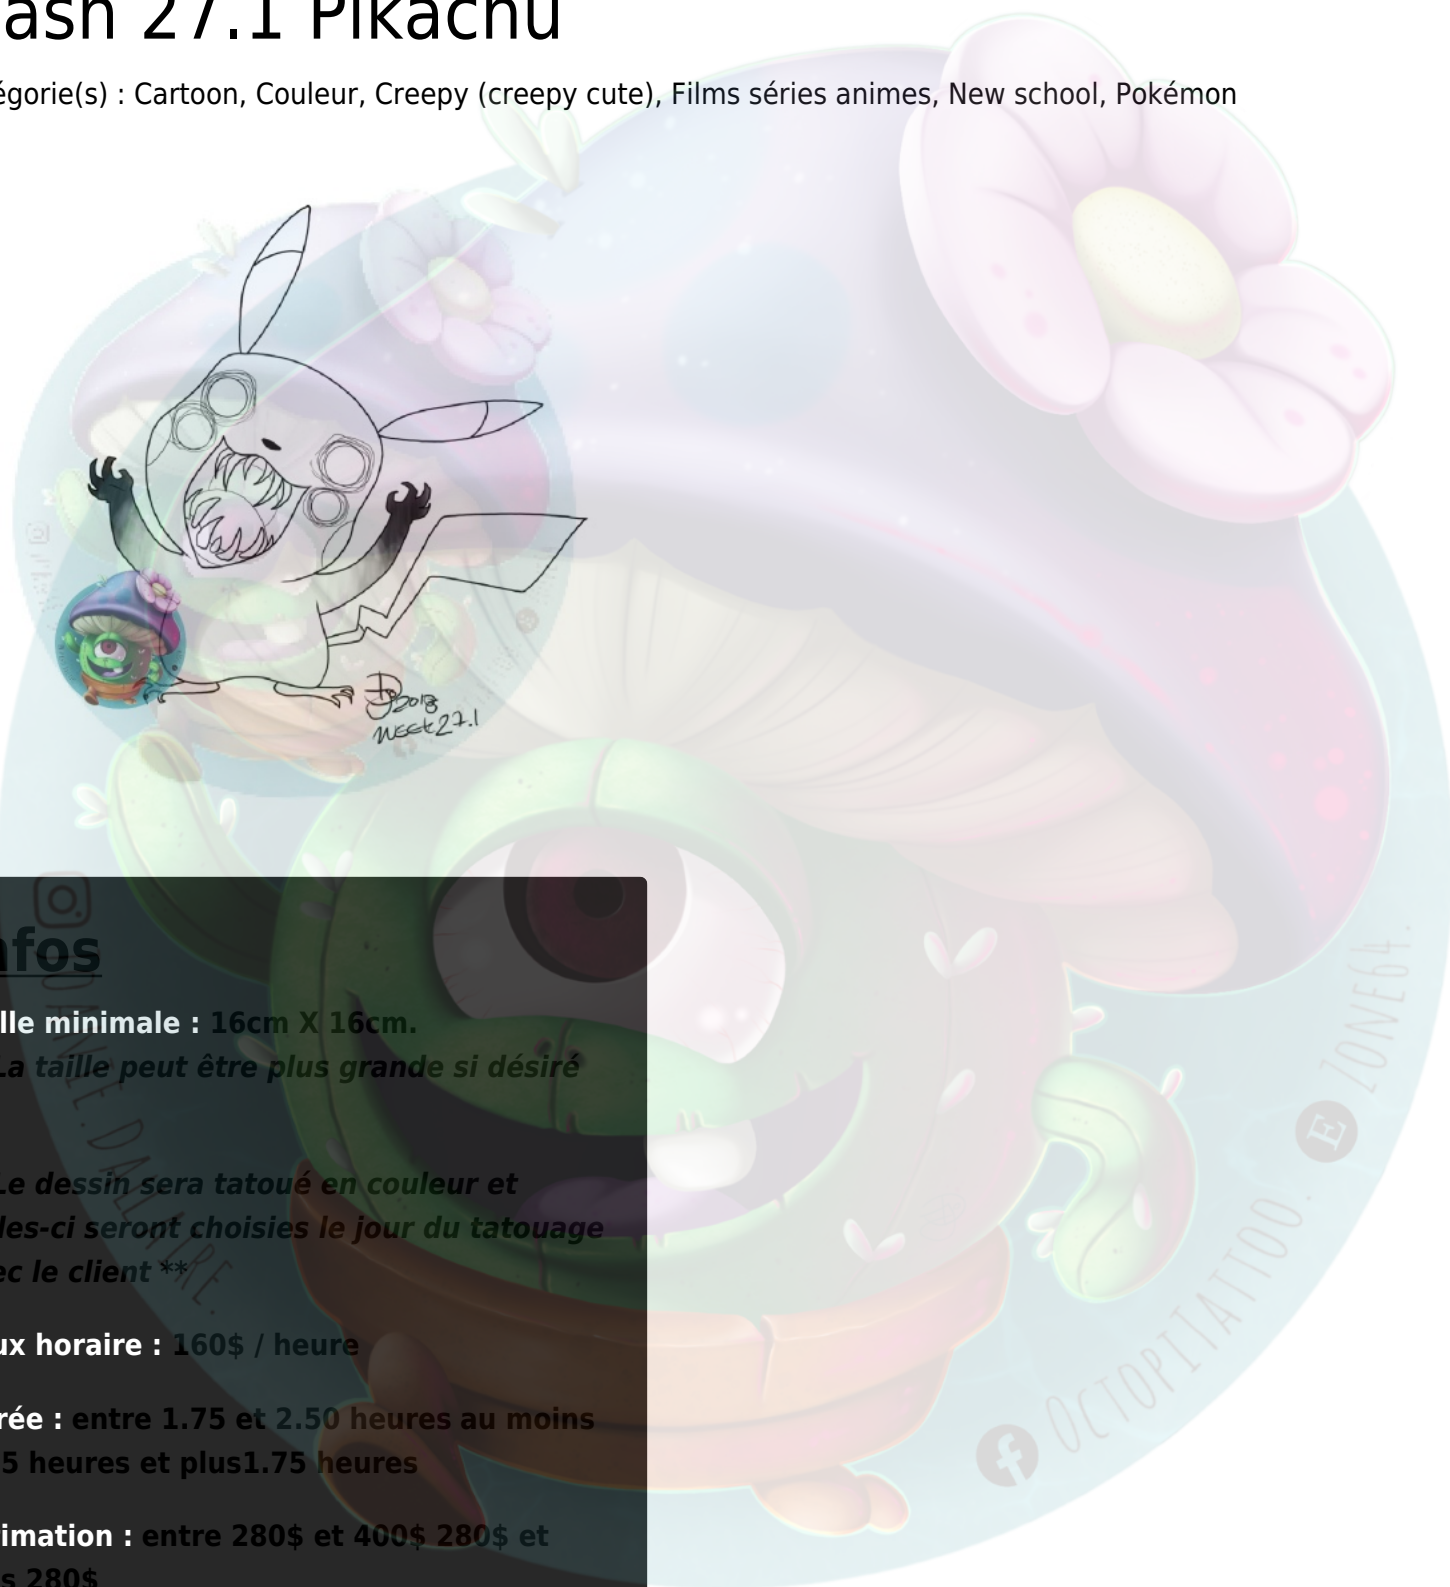 ash 27.1 Pikachu
égorie(s) : Cartoon, Couleur, Creepy (creepy cute), Films séries animes, New school, Pokémon
2018
WEEK 27.1
nfos
lle minimale : 16cm X 16cm.
La taille peut être plus grande si désiré
Le dessin sera tatoué en couleur et
les-ci seront choisies le jour du tatouage
ec le client **
ux horaire : 160$ / heure
rée : entre 1.75 et 2.50 heures au moins
5 heures et plus1.75 heures
imation : entre 280$ et 400$ 280$ et
s 280$
DAVZE.DALLAIRE.
OCTOPITATTOO.
E ZONE64.